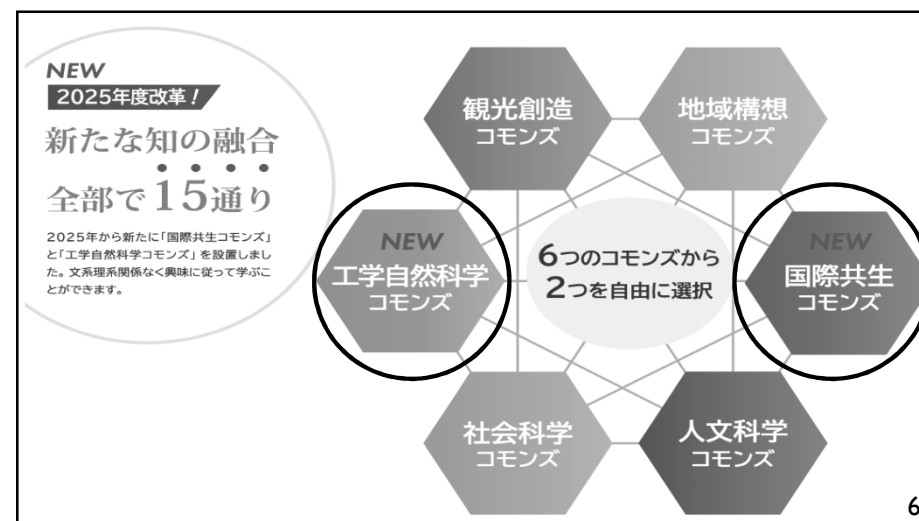 NEW
2025年度改革!
新たな知の融合
全部で15通り
2025年から新たに「国際共生コモンズ」
と「工学自然科学コモンズ」を設置しまし
た。文系理系関係なく興味に従って学ぶこ
とができます。
観光創造
コモンズ
地域構想
コモンズ
NEW
工学自然科学
コモンズ
6つのコモンズから
2つを自由に選択
NEW
国際共生
コモンズ
社会科学
コモンズ
人文科学
コモンズ
6